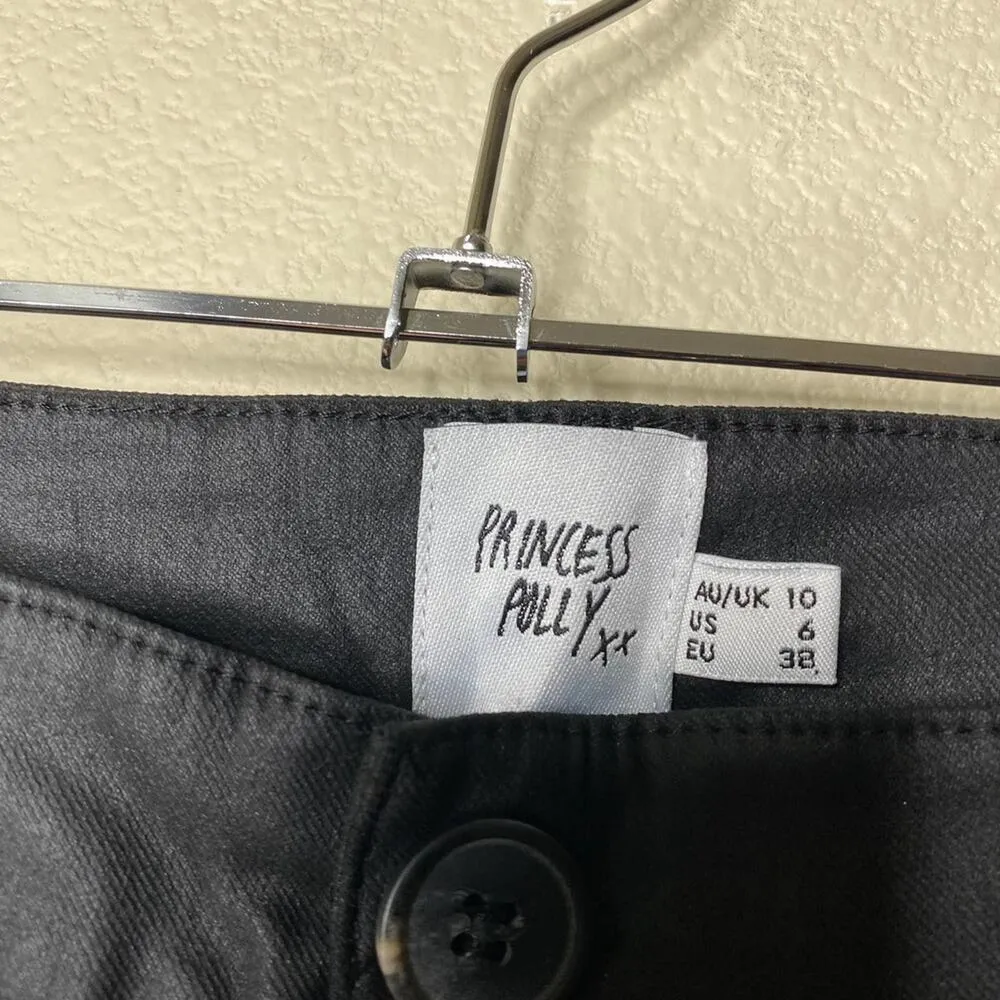 PRINCESS
POLLY xx
AU/UK 10
US 6
EU 38